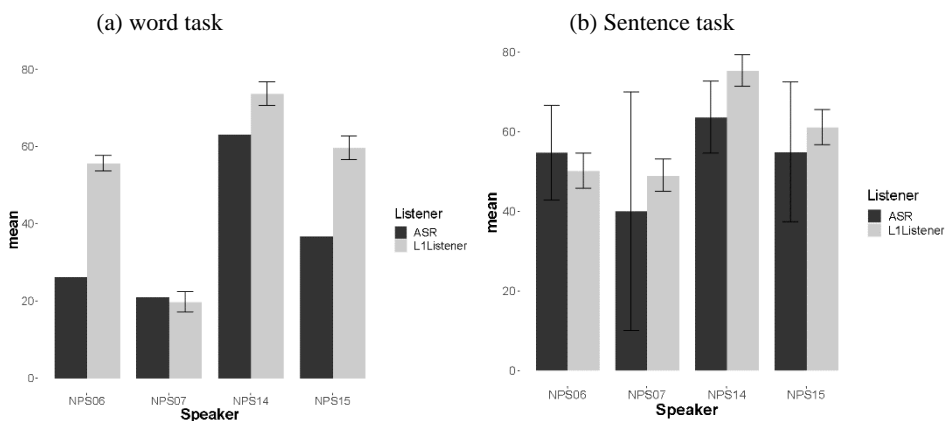 (a) word task
80
60
40
20
0
mean
NPS06 NPS07 NPS14 NPS15
Speaker
Listener
ASR
L1Listener
(b) Sentence task
80
60
40
20
0
mean
NPS06 NPS07 NPS14 NPS15
Speaker
Listener
ASR
L1Listener